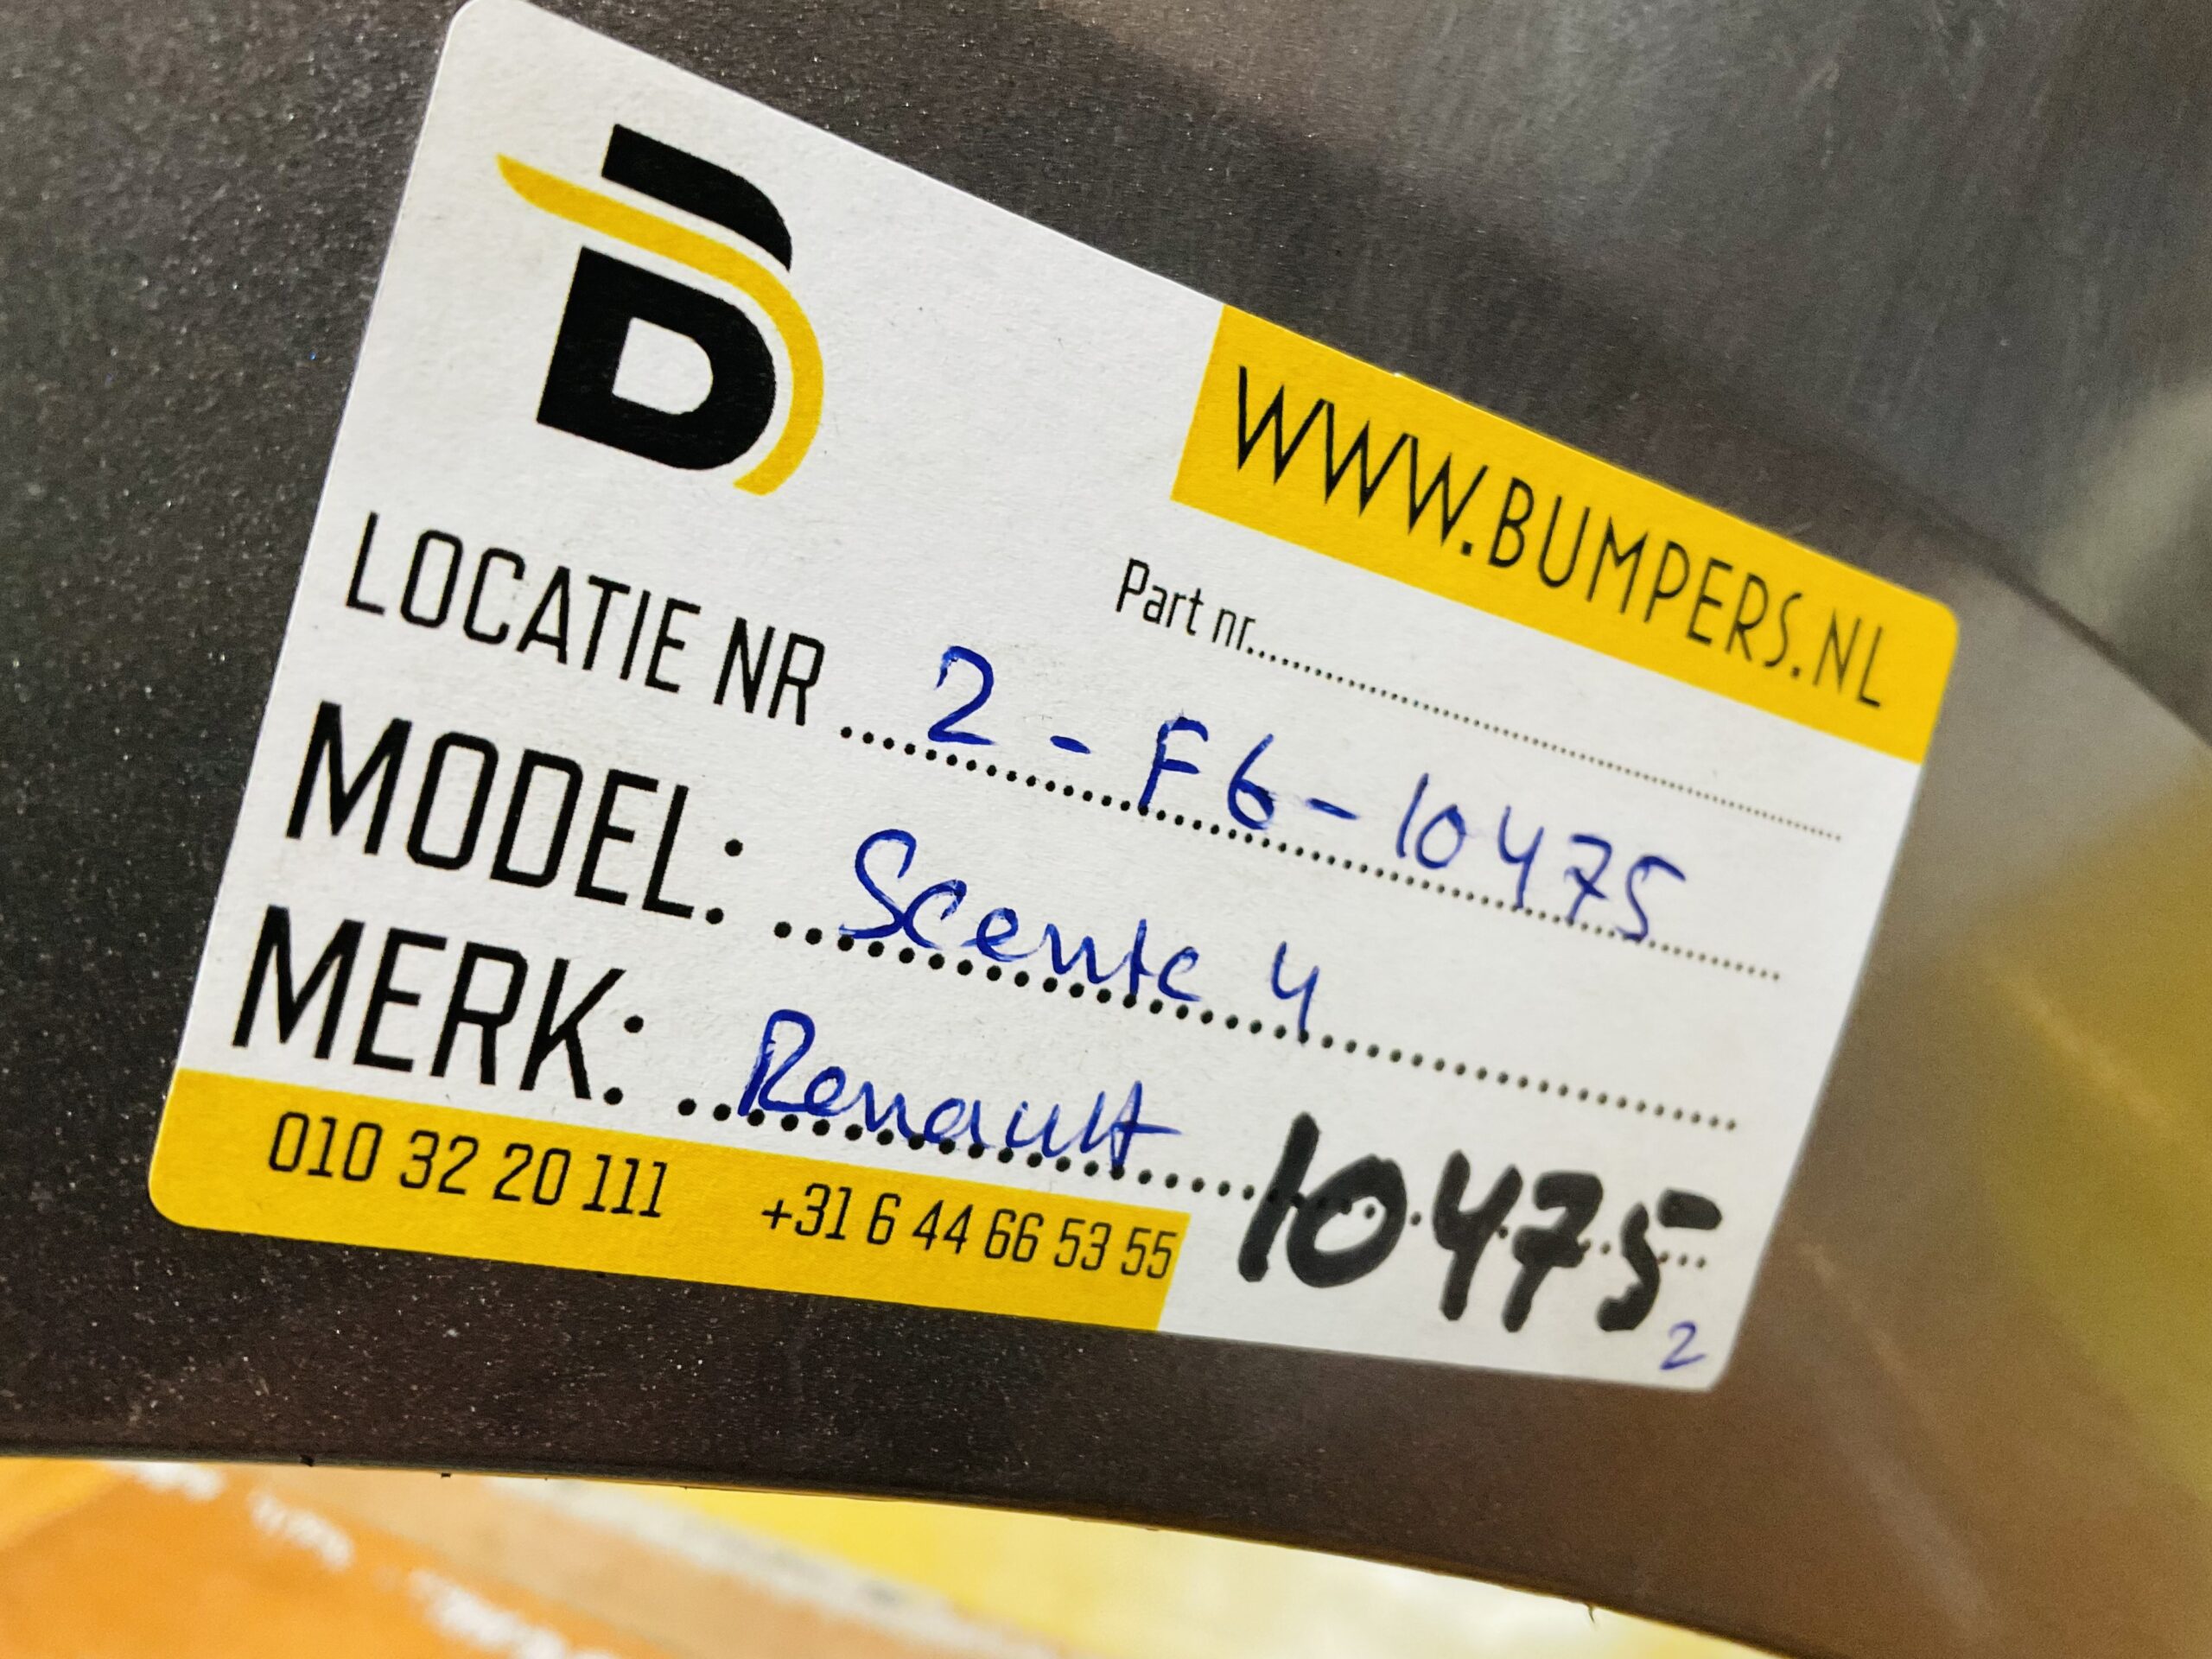 B
WWW.BUMPERS.NL
Part nr.............................................
LOCATIE NR ....2 - F6 - 10475
MODEL: ...Scenic 4
MERK: ...Renault
10475
2
010 32 20 111 +31 6 44 66 53 55